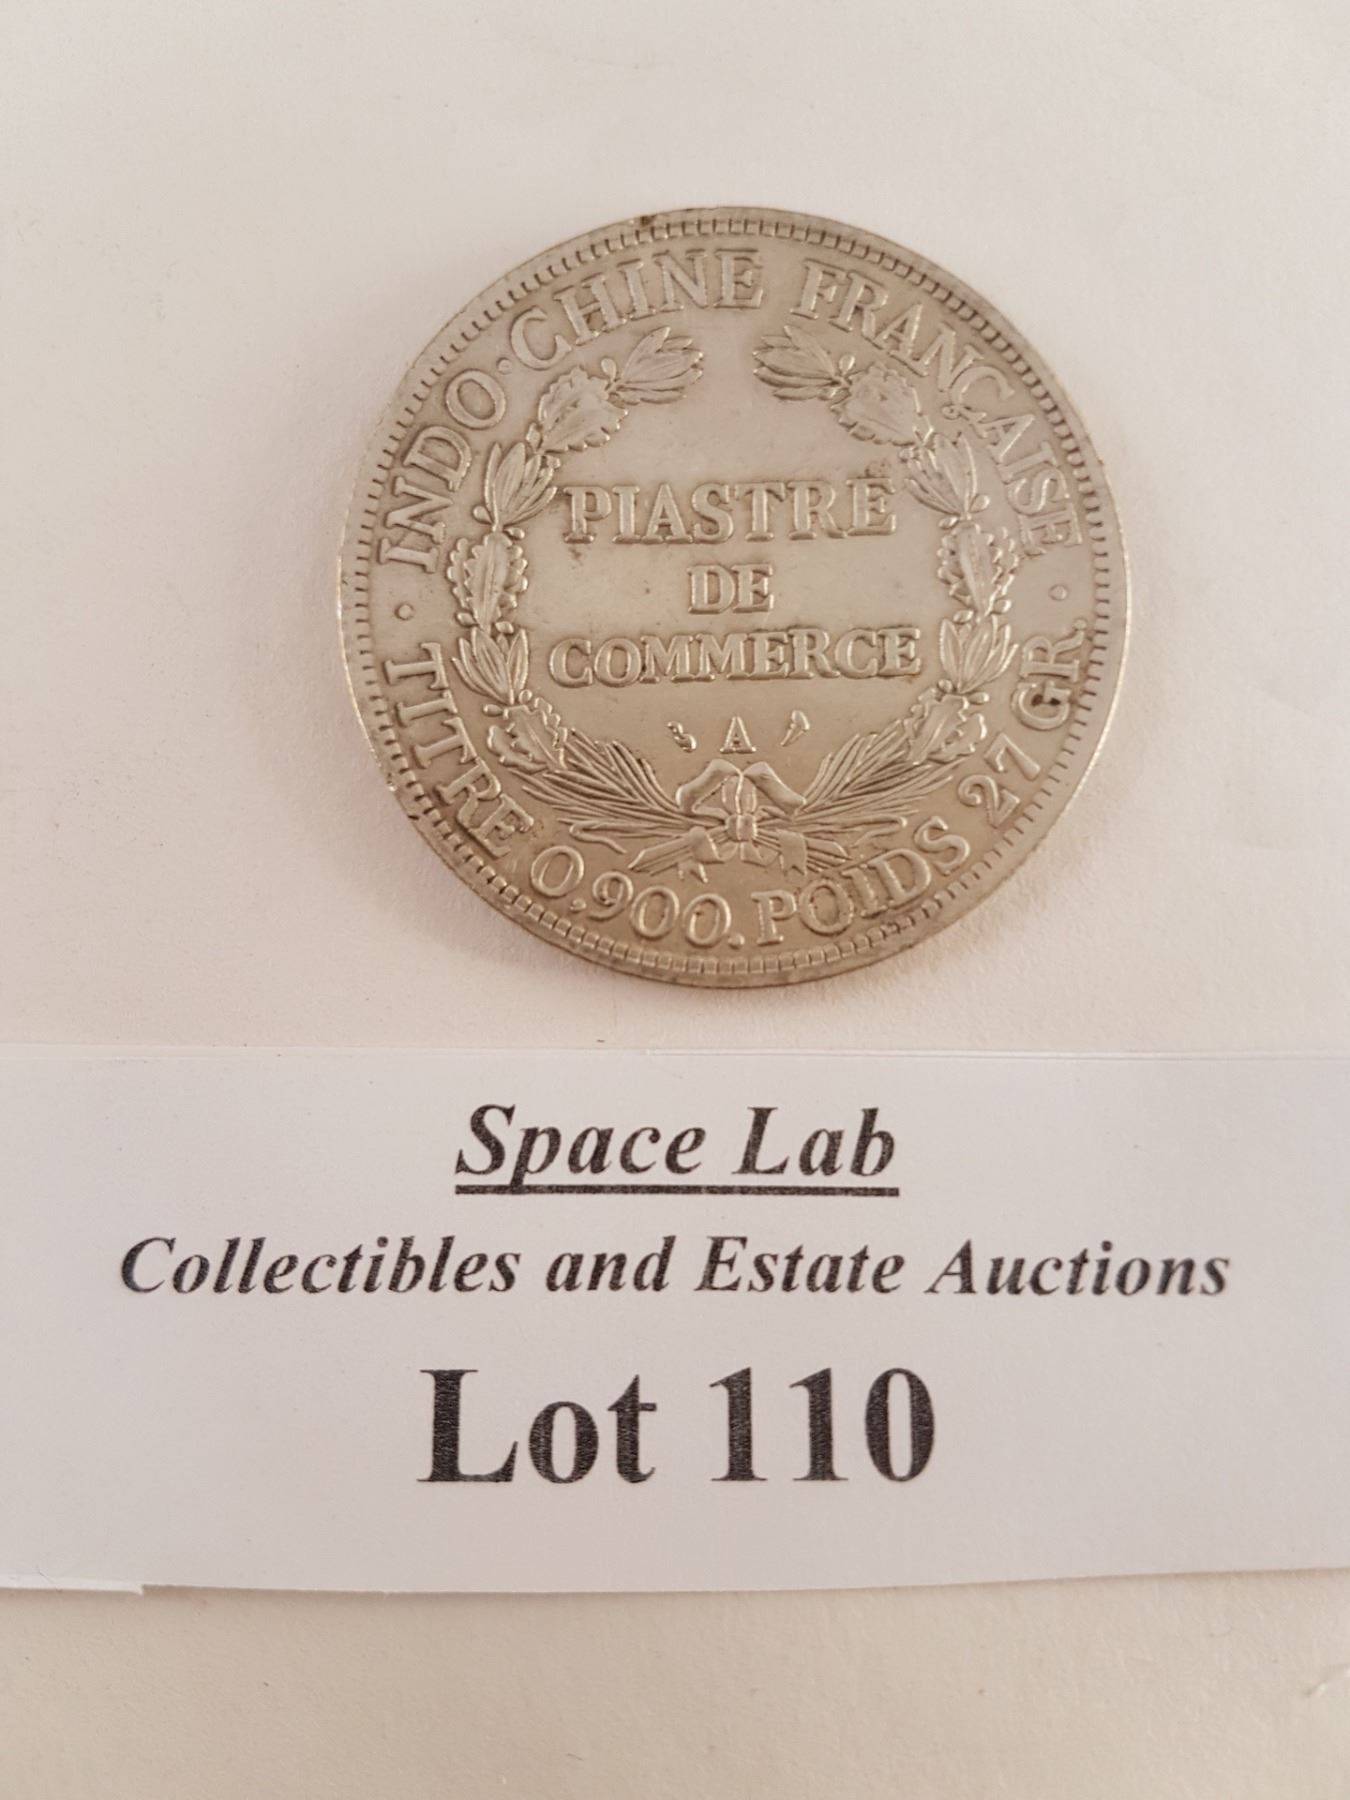 INDO·CHINE FRANÇAISE
PIASTRE
DE
COMMERCE
A
TITRE 0,900. POIDS 27 GR.
Space Lab
Collectibles and Estate Auctions
Lot 110